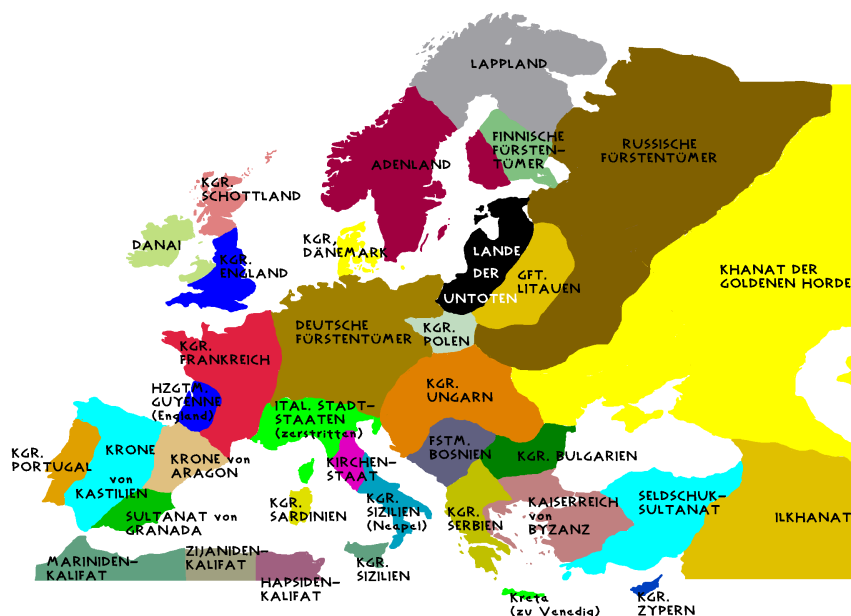 LAPPLAND
FINNISCHE
FÜRSTEN-
TÜMER
RUSSISCHE
FÜRSTENTÜMER
ADENLAND
KGR.
SCHOTTLAND
DANAI
KGR.
ENGLAND
KGR,
DÄNEMARK
LANDE
DER
UNTOTEN
GFT.
LITAUEN
KHANAT DER
GOLDENEN HORDE
DEUTSCHE
FÜRSTENTÜMER
KGR.
POLEN
KGR.
FRANKREICH
HZGTM.
GUYENNE
(England)
KGR.
UNGARN
ITAL. STADT-
STAATEN
(zerstritten)
KGR.
PORTUGAL
KRONE
von
KASTILIEN
KRONE von
ARAGON
KIRCHEN-
STAAT
FSTM.
BOSNIEN
KGR. BULGARIEN
SULTANAT von
GRANADA
KGR.
SARDINIEN
KGR.
SIZILIEN
(Neapel)
KGR.
SERBIEN
KAISERREICH
von
BYZANZ
SELDSCHUK-
SULTANAT
ILKHANAT
MARINIDEN-
KALIFAT
ZIJANIDEN-
KALIFAT
HAPSIDEN-
KALIFAT
KGR.
SIZILIEN
Kreta
(zu Venedig)
KGR.
ZYPERN